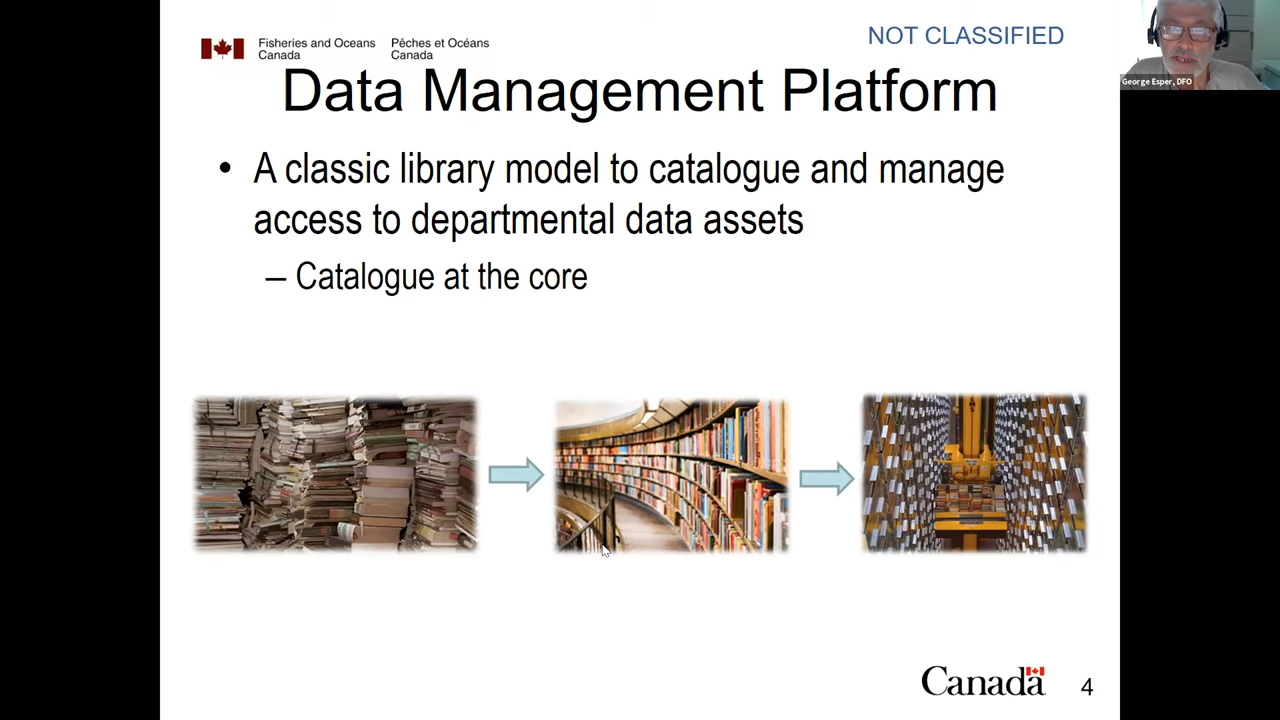 Fisheries and Oceans Canada
Pêches et Océans Canada
NOT CLASSIFIED
George Esper, DFO
Data Management Platform
• A classic library model to catalogue and manage
access to departmental data assets
– Catalogue at the core
Canada
4